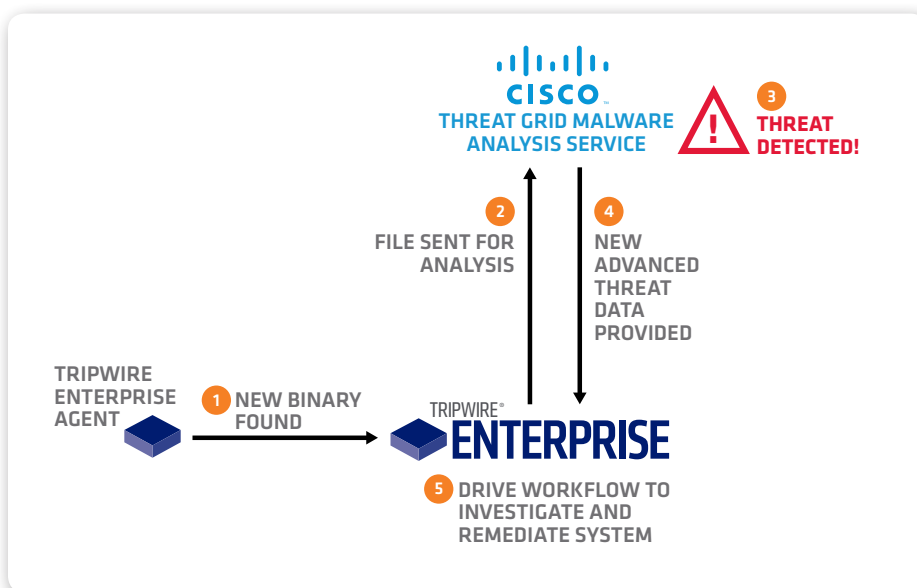 CISCO™
THREAT GRID MALWARE
ANALYSIS SERVICE
3
THREAT
DETECTED!
2
FILE SENT FOR
ANALYSIS
4
NEW
ADVANCED
THREAT
DATA
PROVIDED
TRIPWIRE
ENTERPRISE
AGENT
1 NEW BINARY
FOUND
TRIPWIRE®
ENTERPRISE
5 DRIVE WORKFLOW TO
INVESTIGATE AND
REMEDIATE SYSTEM